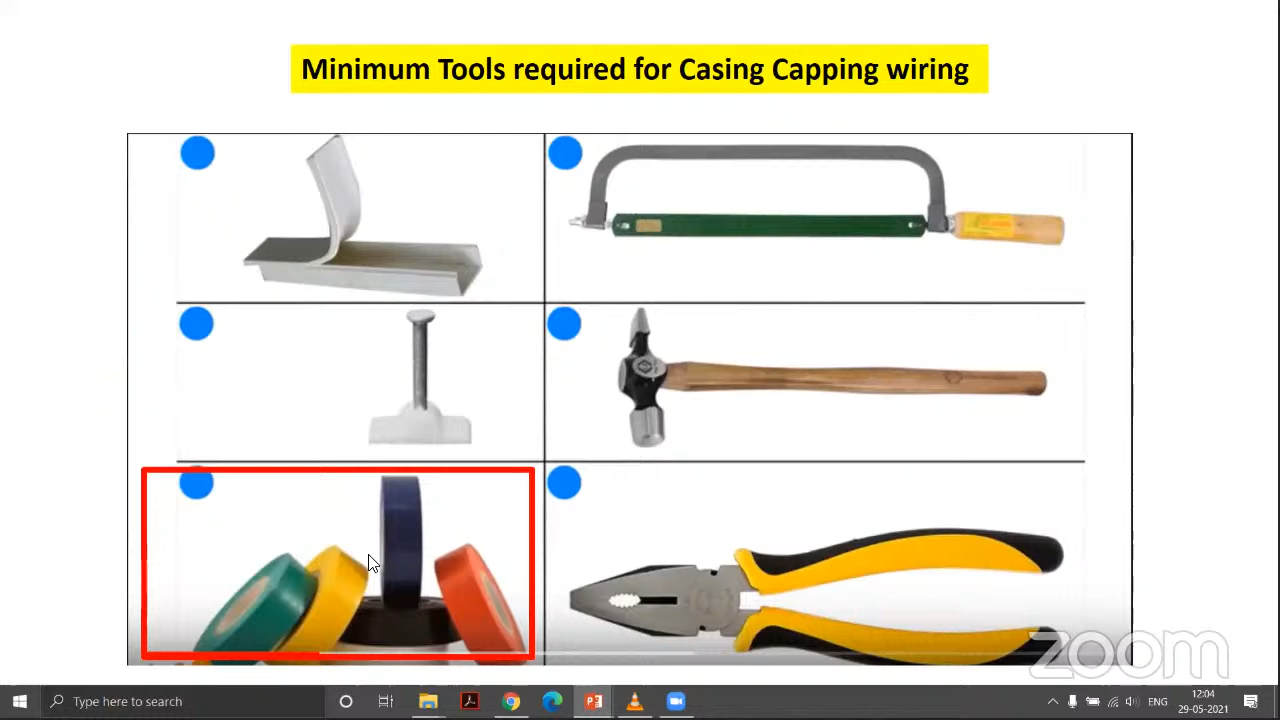 Minimum Tools required for Casing Capping wiring
zoom
Type here to search
ENG
12:04
29-05-2021